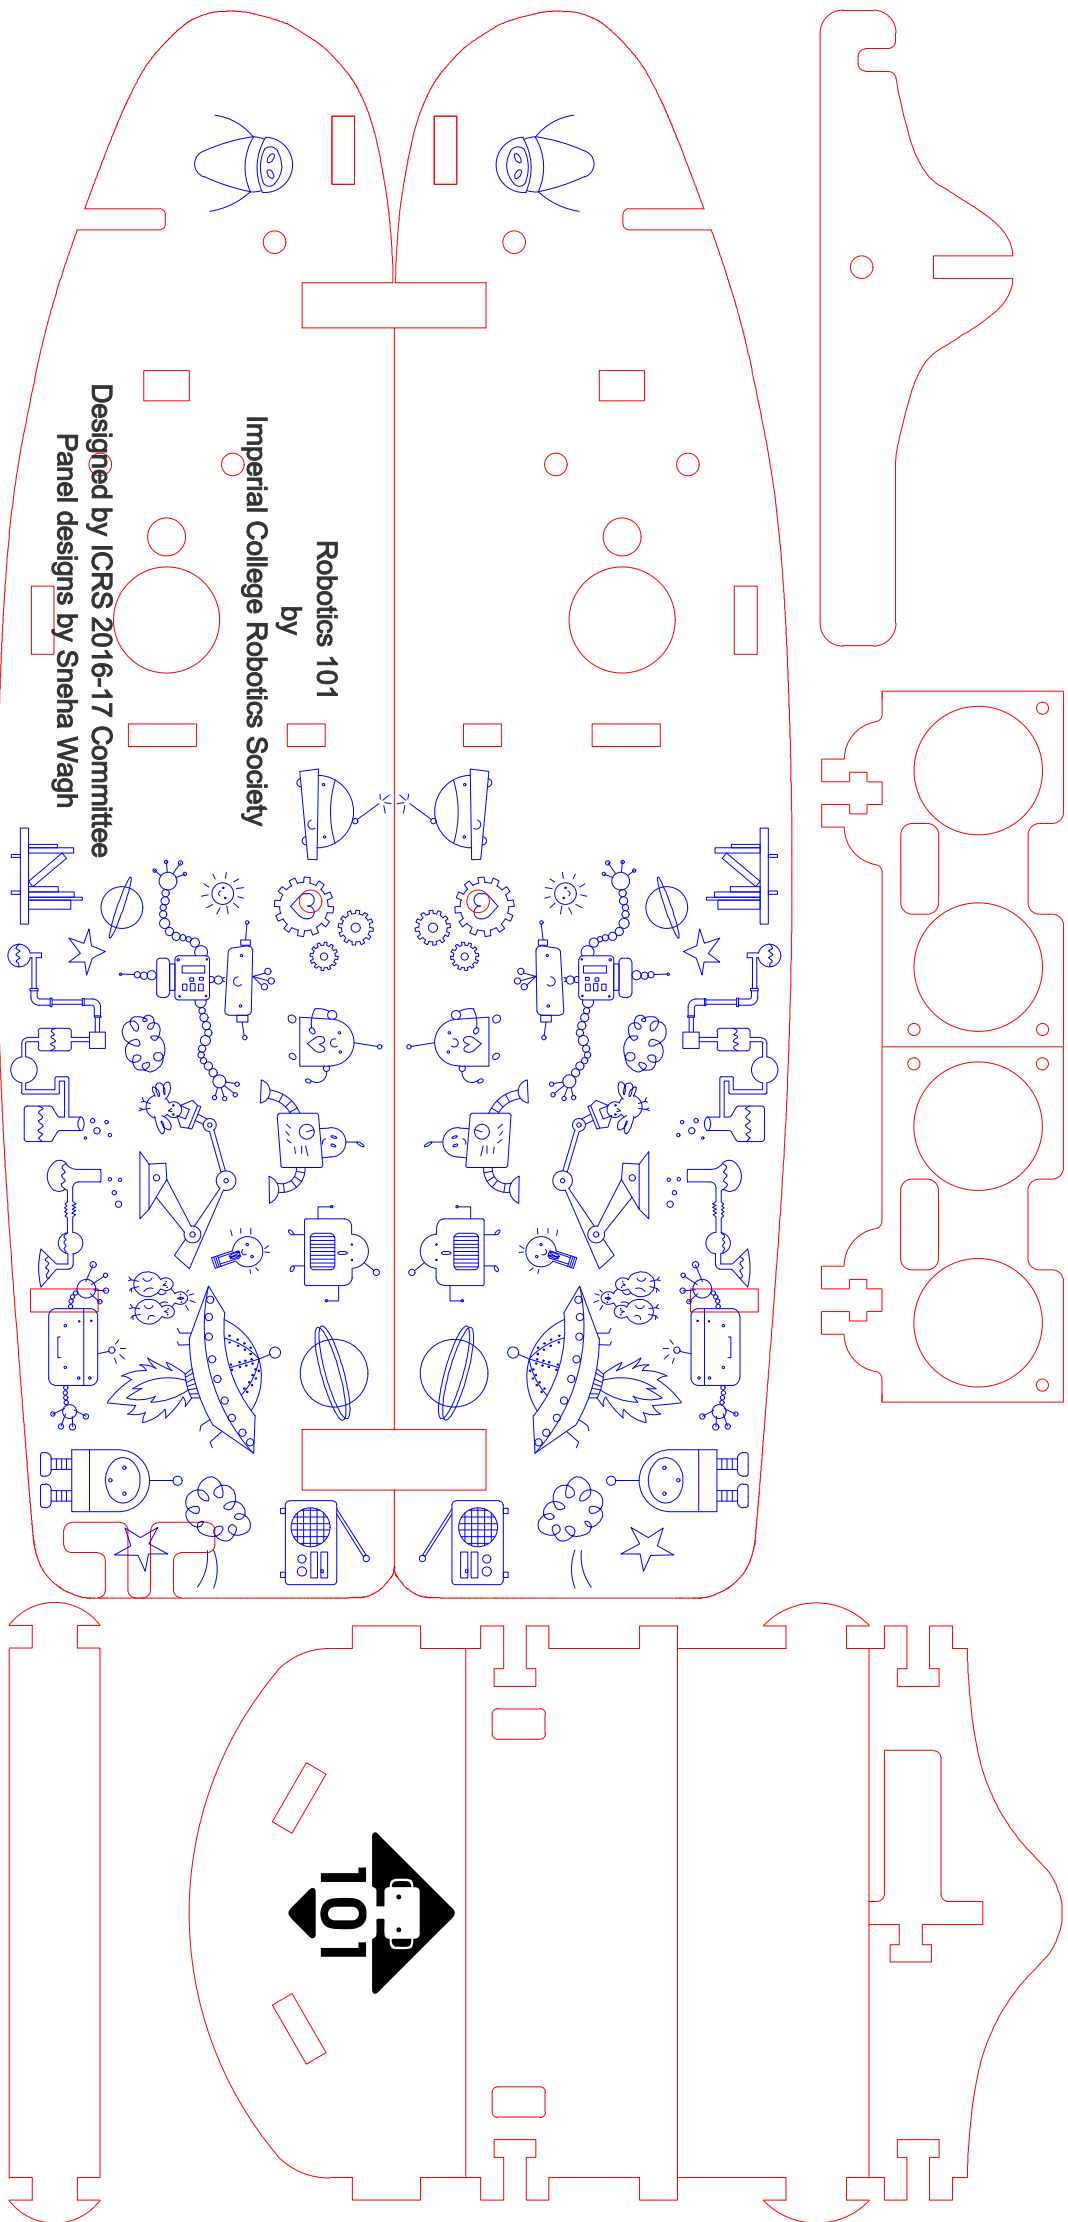 Robotics 101
by
Imperial College Robotics Society
Designed by ICRS 2016-17 Committee
Panel designs by Sneha Wagh
101